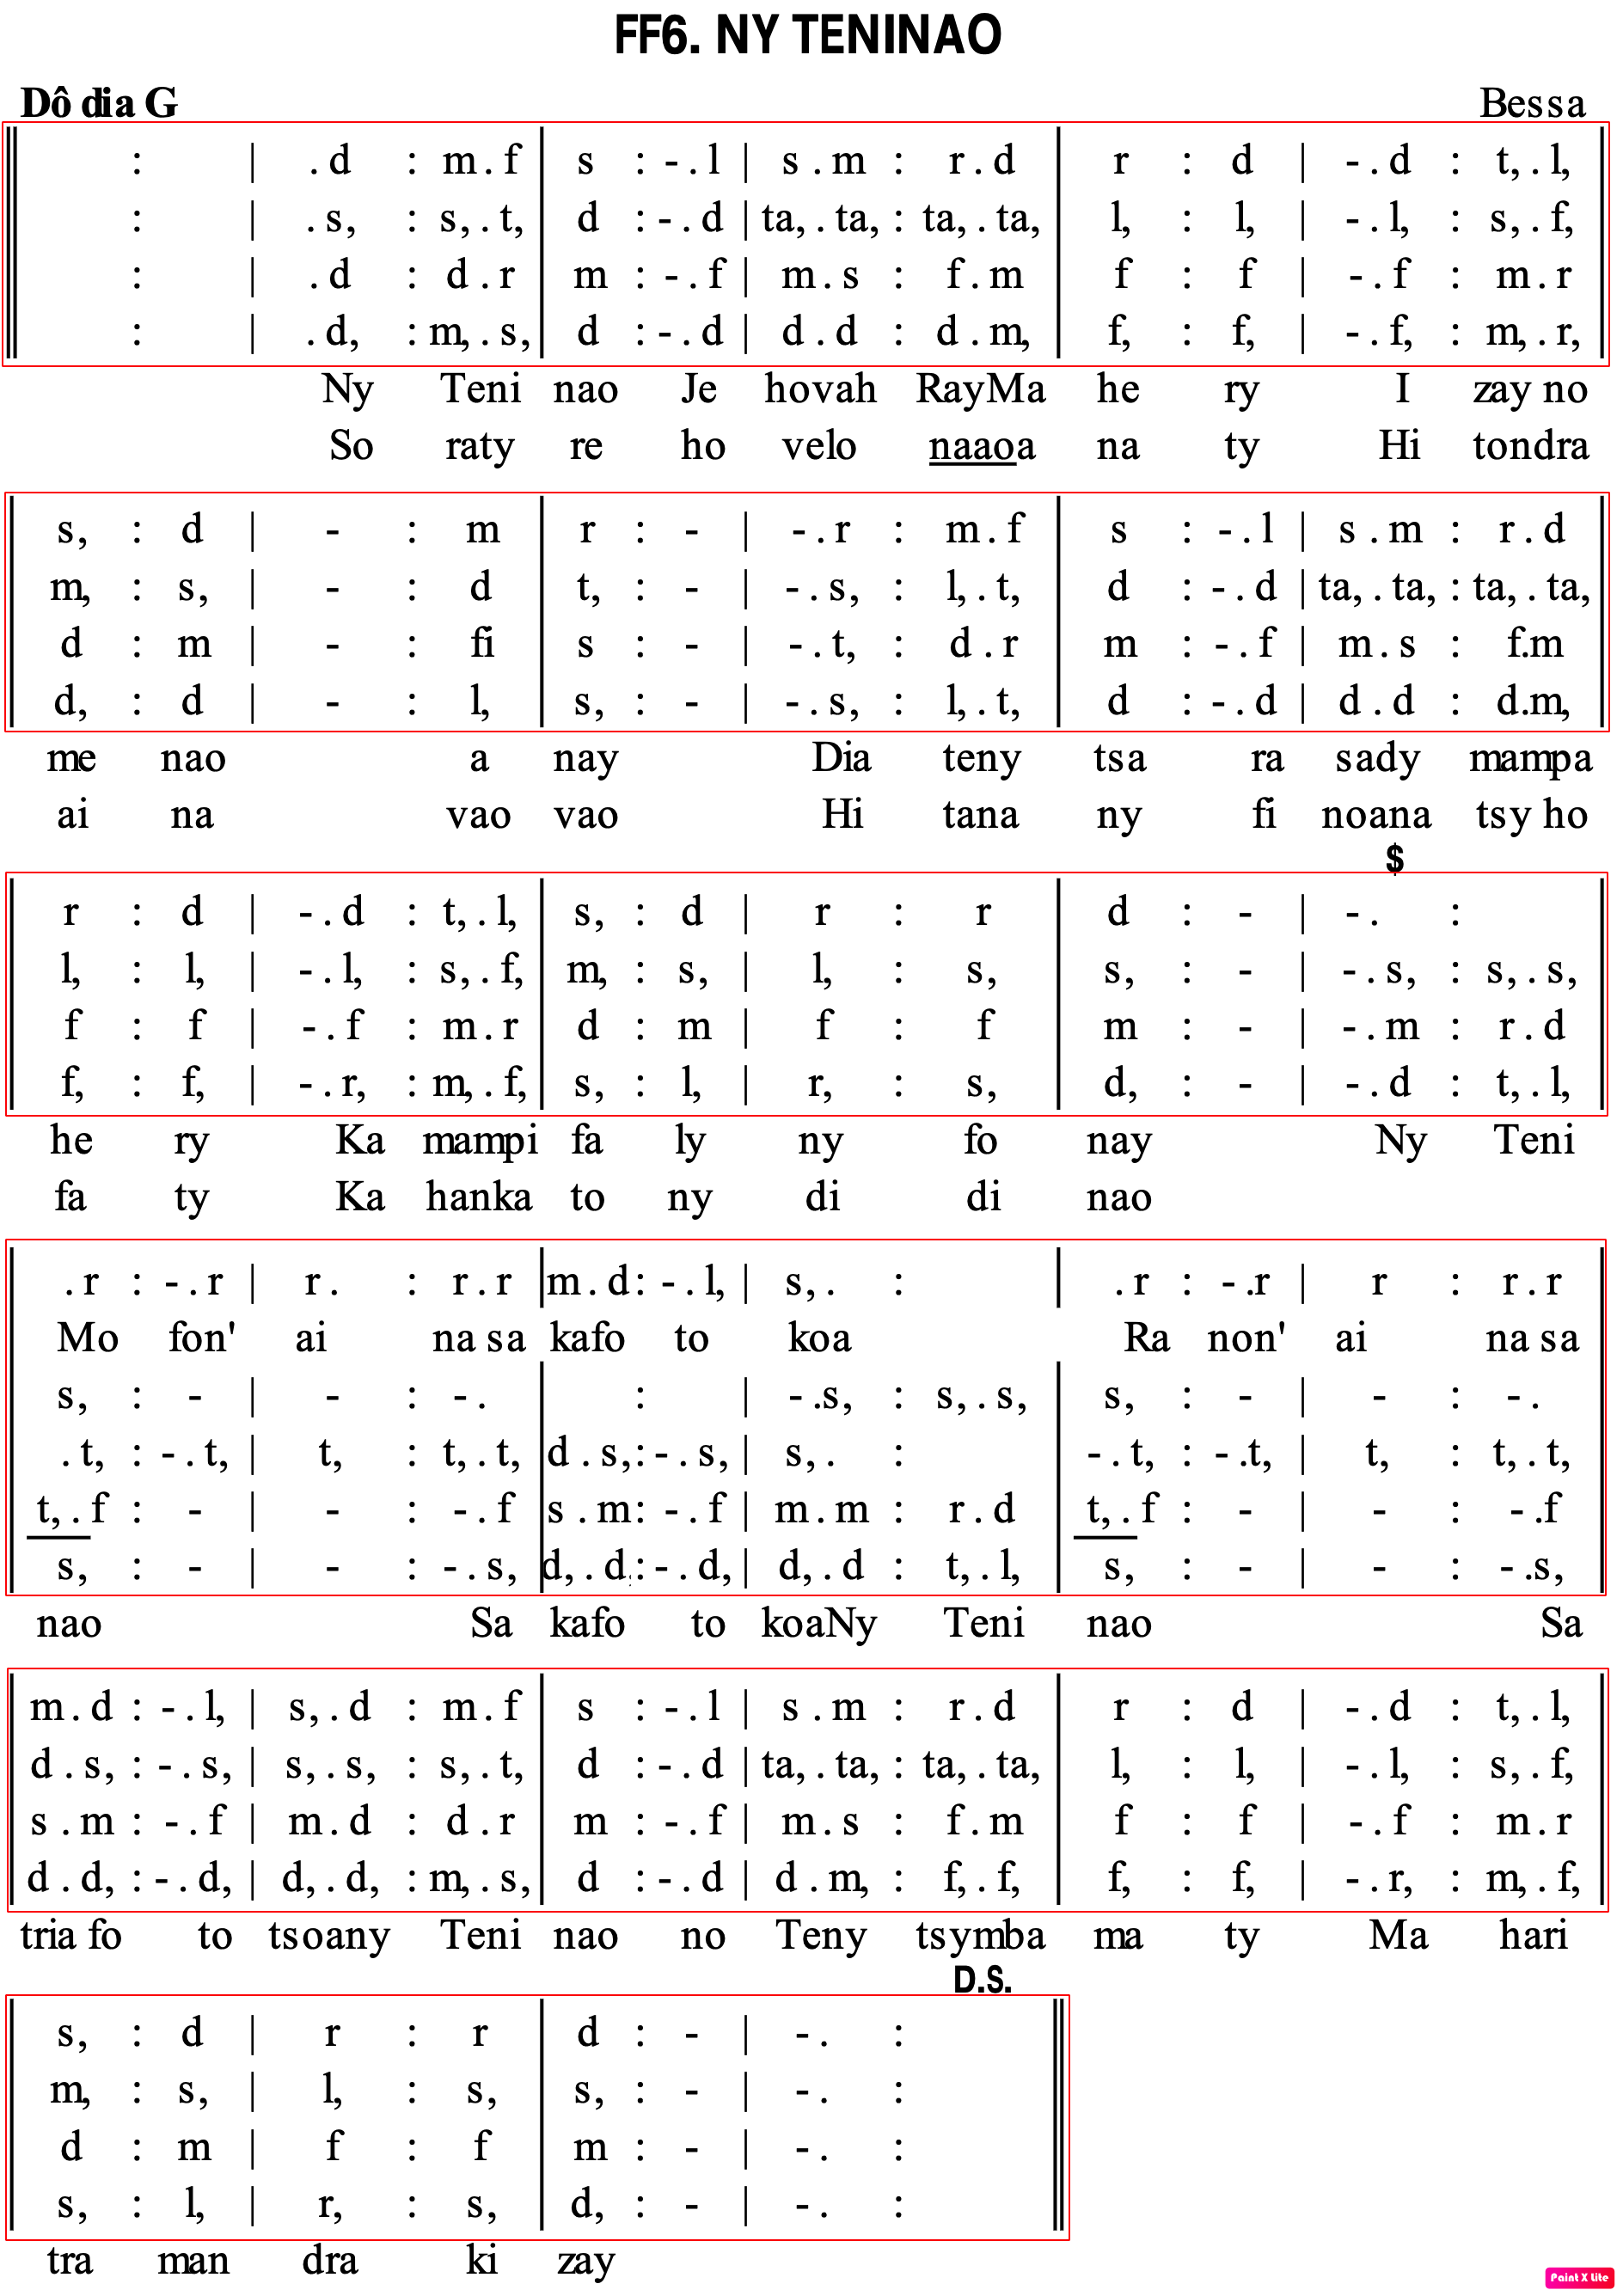 FF6. NY TENINAO
Dô dia G Bessa
: | .d : m.f | s : -.l | s.m : r.d | r : d | -.d : t,.l,
: | .s, : s,.t, | d : -.d | ta,.ta, : ta,.ta, | l, : l, | -.l, : s,.f,
: | .d : d.r | m : -.f | m.s : f.m | f : f | -.f : m.r
: | .d, : m,.s, | d : -.d | d.d : d.m, | f, : f, | -.f, : m,.r,
Ny Teni nao Je hovah RayMa he ry I zay no
So raty re ho velo naaoa na ty Hi tondra
s, : d | - : m | r : - | -.r : m.f | s : -.l | s.m : r.d
m, : s, | - : d | t, : - | -.s, : l,.t, | d : -.d | ta,.ta, : ta,.ta,
d : m | - : fi | s : - | -.t, : d.r | m : -.f | m.s : f.m
d, : d | - : l, | s, : - | -.s, : l,.t, | d : -.d | d.d : d.m,
me nao a nay Dia teny tsa ra sady mampa
ai na vao vao Hi tana ny fi noana tsy ho
$
r : d | -.d : t,.l, | s, : d | r : r | d : - | -. :
l, : l, | -.l, : s,.f, | m, : s, | l, : s, | s, : - | -.s, : s,.s,
f : f | -.f : m.r | d : m | f : f | m : - | -.m : r.d
f, : f, | -.r, : m,.f, | s, : l, | r, : s, | d, : - | -.d : t,.l,
he ry Ka mampi fa ly ny fo nay Ny Teni
fa ty Ka hanka to ny di di nao
.r : -.r | r. : r.r | m.d : -.l, | s,. : | .r : -.r | r : r.r
Mo fon' ai na sa kafo to koa Ra non' ai na sa
s, : - | - : -. | : | -.s, : s,.s, | s, : - | - : -.
.t, : -.t, | t, : t,.t, | d.s, : -.s, | s,. : | -.t, : -.t, | t, : t,.t,
t,.f : - | - : -.f | s.m : -.f | m.m : r.d | t,.f : - | - : -.f
s, : - | - : -.s, | d,.d, : -.d, | d,.d : t,.l, | s, : - | - : -.s,
nao Sa kafo to koaNy Teni nao Sa
m.d : -.l, | s,.d : m.f | s : -.l | s.m : r.d | r : d | -.d : t,.l,
d.s, : -.s, | s,.s, : s,.t, | d : -.d | ta,.ta, : ta,.ta, | l, : l, | -.l, : s,.f,
s.m : -.f | m.d : d.r | m : -.f | m.s : f.m | f : f | -.f : m.r
d.d, : -.d, | d,.d, : m,.s, | d : -.d | d.m, : f,.f, | f, : f, | -.r, : m,.f,
tria fo to tsoany Teni nao no Teny tsymba ma ty Ma hari
D.S.
s, : d | r : r | d : - | -. :
m, : s, | l, : s, | s, : - | -. :
d : m | f : f | m : - | -. :
s, : l, | r, : s, | d, : - | -. :
tra man dra ki zay
Paint X Lite